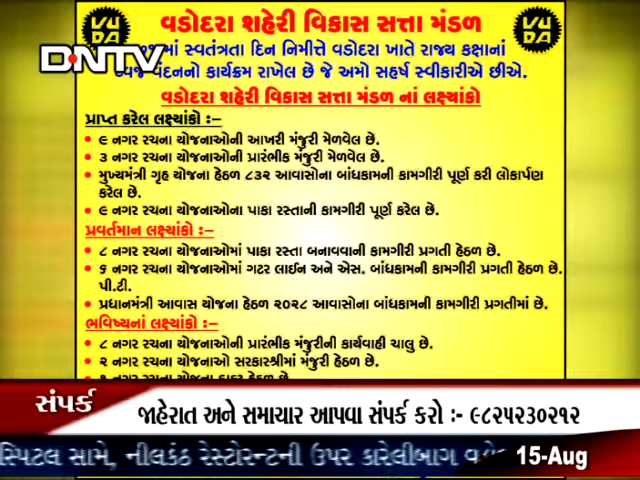 વડોદરા શહેરી વિકાસ સત્તા મંડળ
VUDA
VUDA
DNTV
માં સ્વતંત્રતા દિન નિમીત્તે વડોદરા ખાતે રાજ્ય કક્ષાનાં
વંદનનો કાર્યક્રમ રાખેલ છે જે અમો સહર્ષ સ્વીકારીએ છીએ.
વડોદરા શહેરી વિકાસ સત્તા મંડળ નાં લક્ષ્યાંકો
પ્રાપ્ત કરેલ લક્ષ્યાંકો :-
• ૯ નગર રચના યોજનાઓની આખરી મંજુરી મેળવેલ છે.
• ૩ નગર રચના યોજનાઓની પ્રારંભીક મંજુરી મેળવેલ છે.
• મુખ્યમંત્રી ગૃહ યોજના હેઠળ ૮૩૨ આવાસોના બાંધકામની કામગીરી પૂર્ણ કરી લોકાર્પણ
કરેલ છે.
• ૯ નગર રચના યોજનાઓના પાકા રસ્તાની કામગીરી પૂર્ણ કરેલ છે.
પ્રવર્તમાન લક્ષ્યાંકો :-
• ૮ નગર રચના યોજનાઓમાં પાકા રસ્તા બનાવવાની કામગીરી પ્રગતી હેઠળ છે.
• ૬ નગર રચના યોજનાઓમાં ગટર લાઈન અને એસ. બાંધકામની કામગીરી પ્રગતી હેઠળ છે.
પી.ટી.
• પ્રધાનમંત્રી આવાસ યોજના હેઠળ ૨૦૨૮ આવાસોના બાંધકામની કામગીરી પ્રગતીમાં છે.
ભવિષ્યનાં લક્ષ્યાંકો :-
• ૮ નગર રચના યોજનાઓની પ્રારંભીક મંજુરીની કાર્યવાહી ચાલુ છે.
• ૨ નગર રચના યોજનાઓ સરકારશ્રીમાં મંજુરી હેઠળ છે.
સંપર્ક
જાહેરાત અને સમાચાર આપવા સંપર્ક કરો :- ૯૮૨૫૨૩૦૨૧૨
સ્પિટલ સામે, નીલકંઠ રેસ્ટોરન્ટની ઉપર કારેલીબાગ
15-Aug